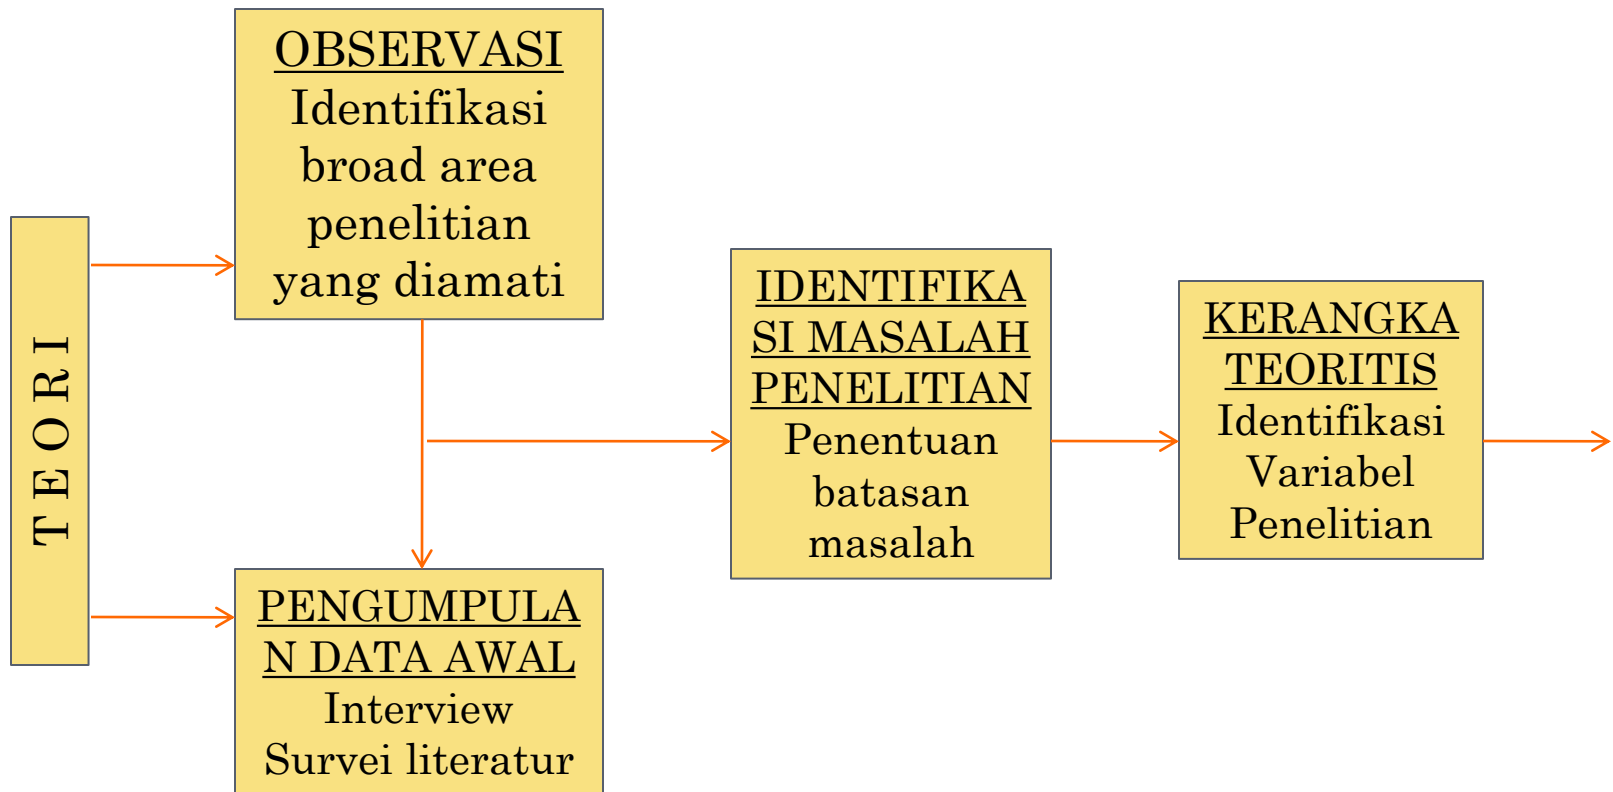 T E O R I
OBSERVASI
Identifikasi
broad area
penelitian
yang diamati
PENGUMPULA
N DATA AWAL
Interview
Survei literatur
IDENTIFIKA
SI MASALAH
PENELITIAN
Penentuan
batasan
masalah
KERANGKA
TEORITIS
Identifikasi
Variabel
Penelitian